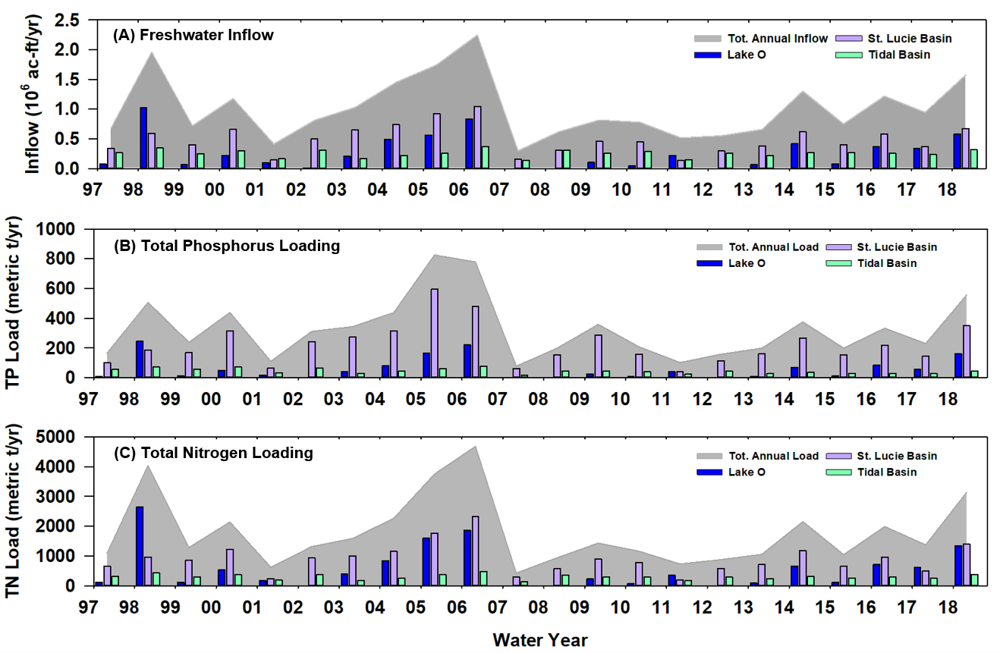 (A) Freshwater Inflow
Tot. Annual Inflow
St. Lucie Basin
Lake O
Tidal Basin
Inflow (10⁶ ac-ft/yr)
2.5
2.0
1.5
1.0
0.5
0.0
97 98 99 00 01 02 03 04 05 06 07 08 09 10 11 12 13 14 15 16 17 18
(B) Total Phosphorus Loading
Tot. Annual Load
St. Lucie Basin
Lake O
Tidal Basin
TP Load (metric t/yr)
1000
800
600
400
200
0
97 98 99 00 01 02 03 04 05 06 07 08 09 10 11 12 13 14 15 16 17 18
(C) Total Nitrogen Loading
Tot. Annual Load
St. Lucie Basin
Lake O
Tidal Basin
TN Load (metric t/yr)
5000
4000
3000
2000
1000
0
97 98 99 00 01 02 03 04 05 06 07 08 09 10 11 12 13 14 15 16 17 18
Water Year